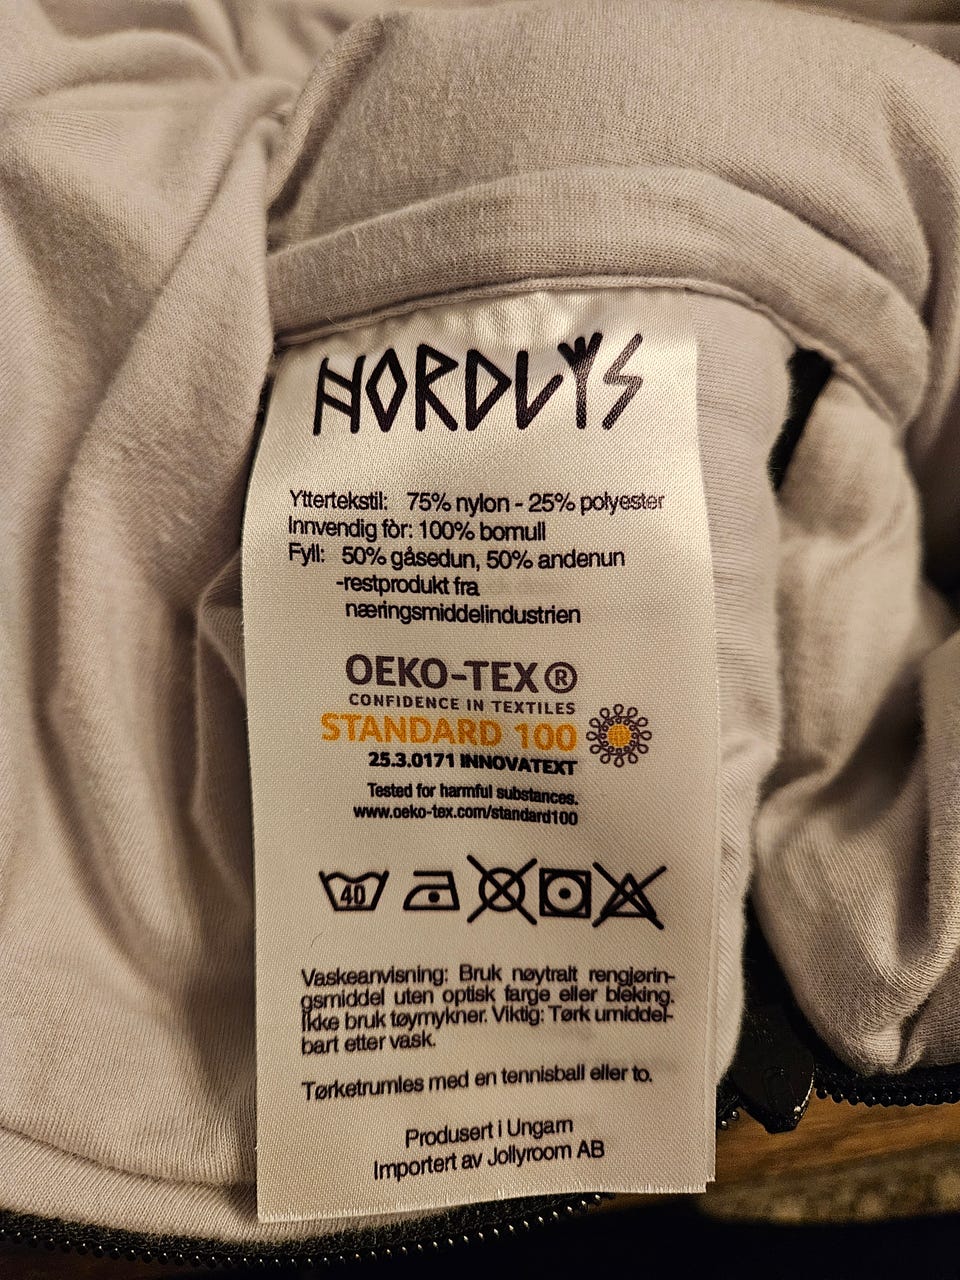 NORDLYS
Yttertekstil: 75% nylon - 25% polyester
Innvendig fòr: 100% bomull
Fyll: 50% gåsedun, 50% andenun
-restprodukt fra
næringsmiddelindustrien
OEKO-TEX®
CONFIDENCE IN TEXTILES
STANDARD 100
25.3.0171 INNOVATEXT
Tested for harmful substances.
www.oeko-tex.com/standard100
40
Vaskeanvisning: Bruk nøytralt rengjørin-
gsmiddel uten optisk farge eller bleking.
Ikke bruk tøymykner. Viktig: Tørk umiddel-
bart etter vask.
Tørketrumles med en tennisball eller to.
Produsert i Ungarn
Importert av Jollyroom AB